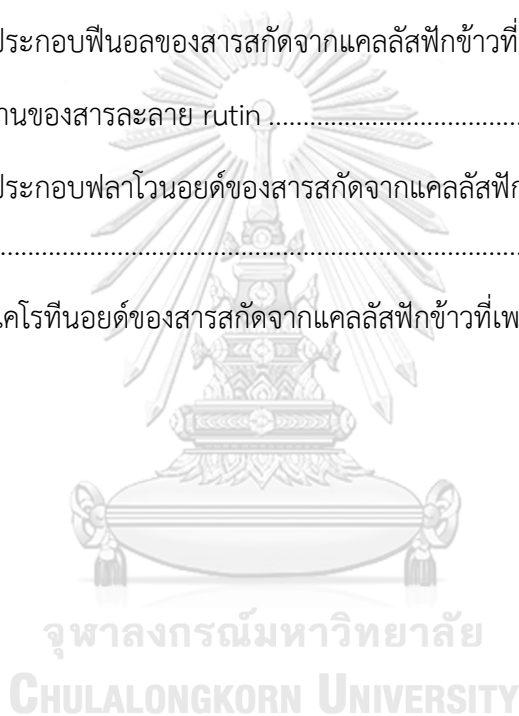 ประกอบฟีนอลของสารสกัดจากแคลลัสฟักข้าวที่
านของสารละลาย rutin ....................................
ประกอบฟลาโวนอยด์ของสารสกัดจากแคลลัสฟัก
........................................................................
คโรทีนอยด์ของสารสกัดจากแคลลัสฟักข้าวที่เพ
จุฬาลงกรณ์มหาวิทยาลัย
CHULALONGKORN UNIVERSITY